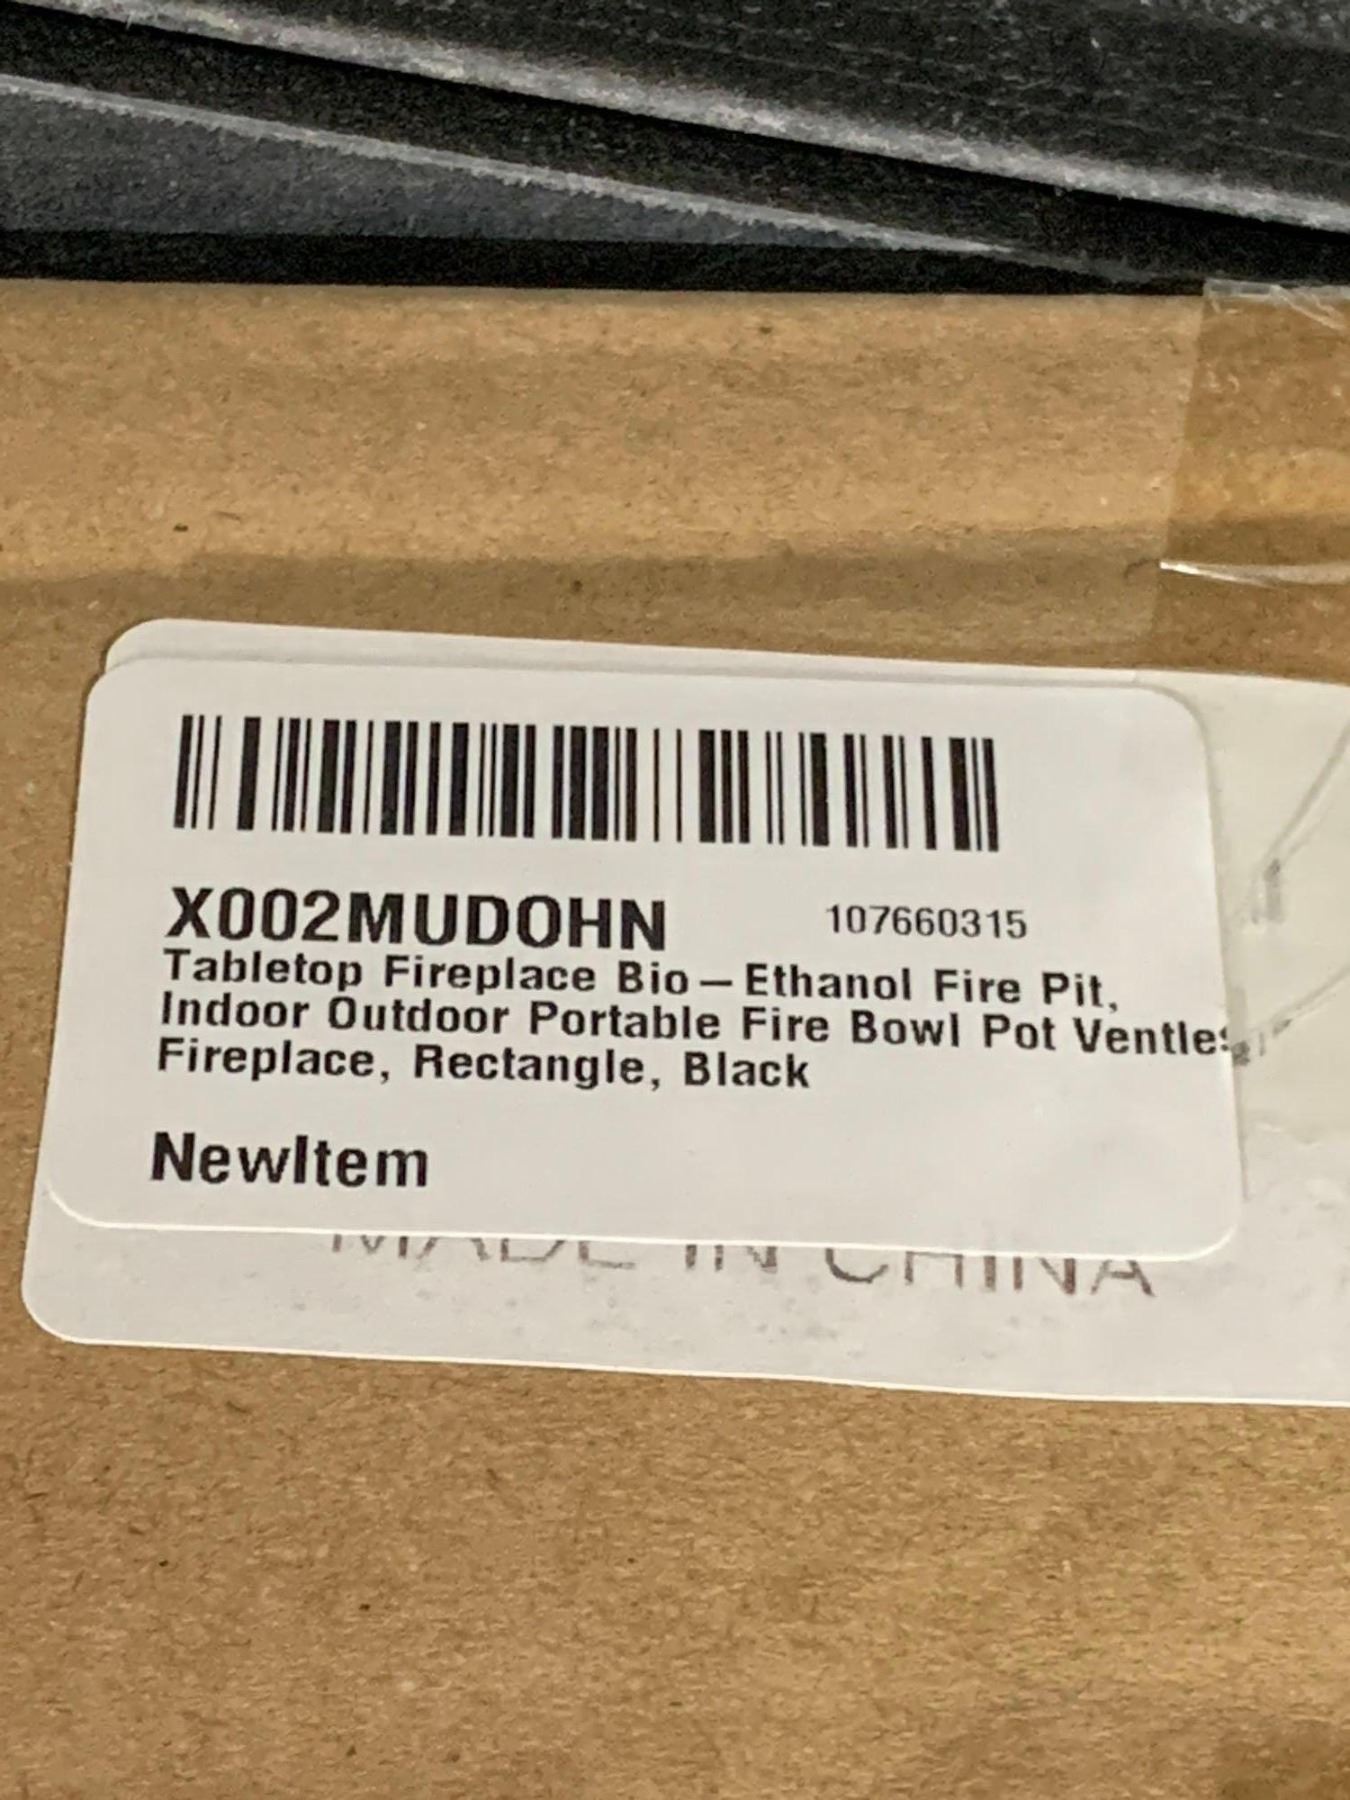 X002MUDOHN 107660315
Tabletop Fireplace Bio-Ethanol Fire Pit,
Indoor Outdoor Portable Fire Bowl Pot
Fireplace, Rectangle, Black
NewItem
MADE IN CHINA